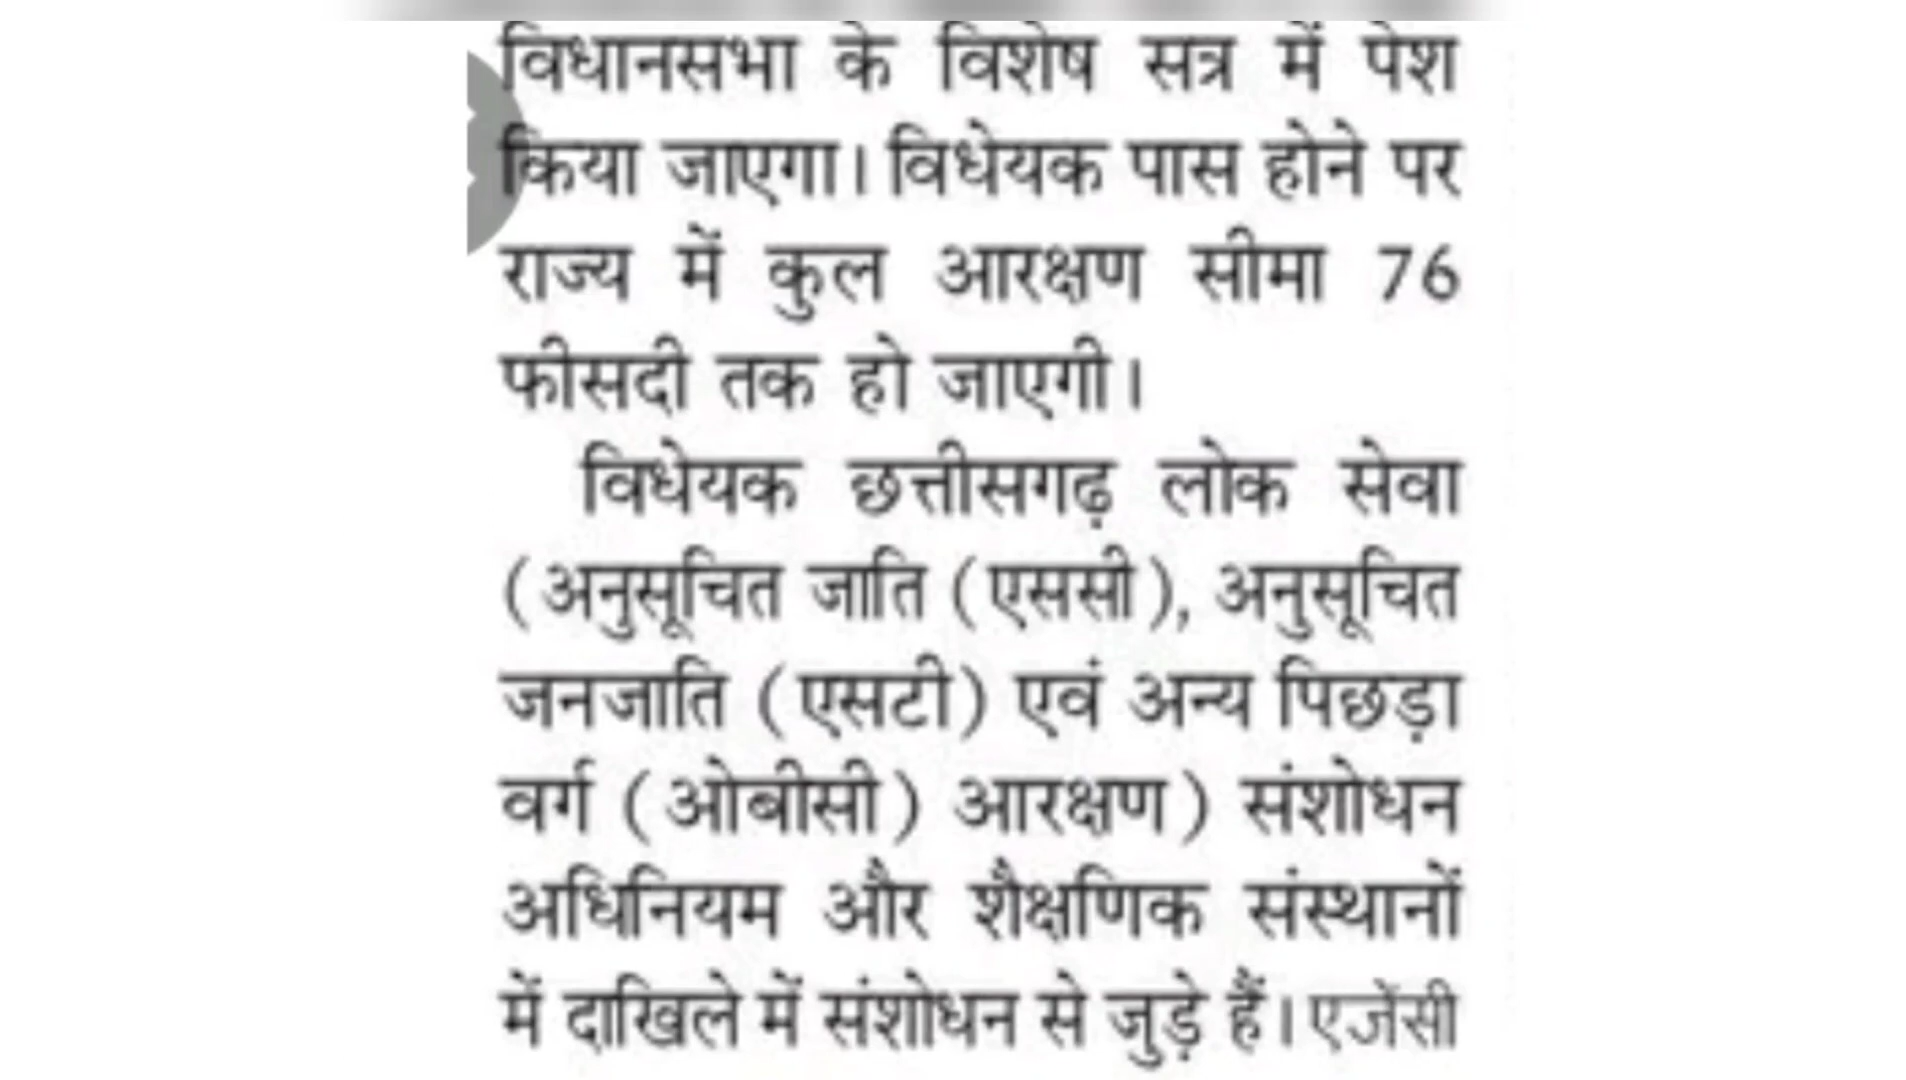 विधानसभा के विशेष सत्र में पेश
किया जाएगा। विधेयक पास होने पर
राज्य में कुल आरक्षण सीमा 76
फीसदी तक हो जाएगी।
विधेयक छत्तीसगढ़ लोक सेवा
(अनुसूचित जाति (एससी), अनुसूचित
जनजाति (एसटी) एवं अन्य पिछड़ा
वर्ग (ओबीसी) आरक्षण) संशोधन
अधिनियम और शैक्षणिक संस्थानों
में दाखिले में संशोधन से जुड़े हैं। एजेंसी